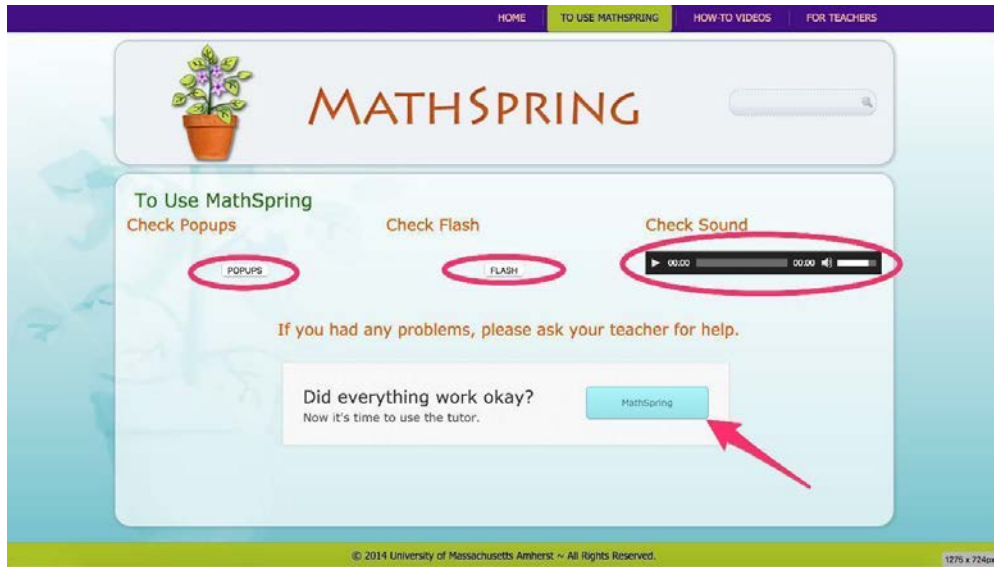 HOME TO USE MATHSPRING HOW-TO VIDEOS FOR TEACHERS
MATHSPRING
To Use MathSpring
Check Popups Check Flash Check Sound
POPUPS FLASH 00:00 00:00
If you had any problems, please ask your teacher for help.
Did everything work okay?
Now it's time to use the tutor.
MathSpring
© 2014 University of Massachusetts Amherst ~ All Rights Reserved.
1275 x 724px